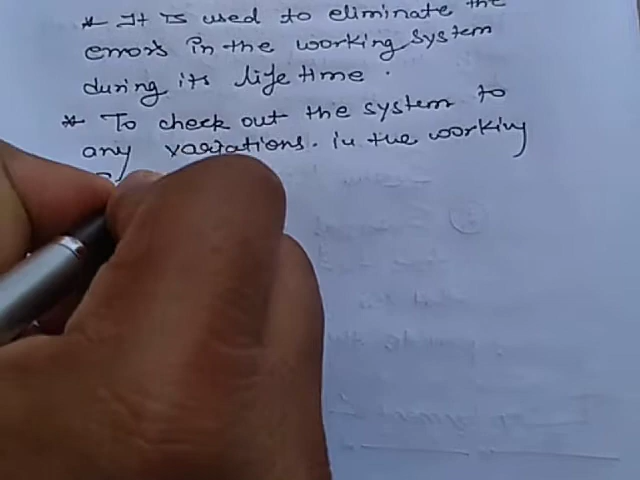 * It is used to eliminate the
errors in the working system
during its life time.
* To check out the system to
any variations. in the working